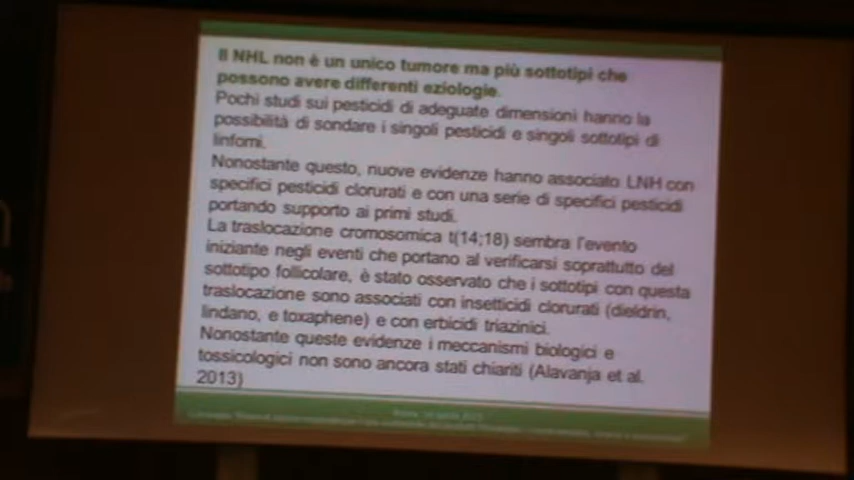 Il NHL non è un unico tumore ma più sottotipi che
possono avere differenti eziologie.
Pochi studi sui pesticidi di adeguate dimensioni hanno la
possibilità di sondare i singoli pesticidi e singoli sottotipi di
linfomi.
Nonostante questo, nuove evidenze hanno associato LNH con
specifici pesticidi clorurati e con una serie di specifici pesticidi
portando supporto ai primi studi.
La traslocazione cromosomica t(14;18) sembra l'evento
iniziante negli eventi che portano al verificarsi soprattutto del
sottotipo follicolare, è stato osservato che i sottotipi con questa
traslocazione sono associati con insetticidi clorurati (dieldrin,
lindano, e toxaphene) e con erbicidi triazinici.
Nonostante queste evidenze i meccanismi biologici e
tossicologici non sono ancora stati chiariti (Alavanja et al.
2013)